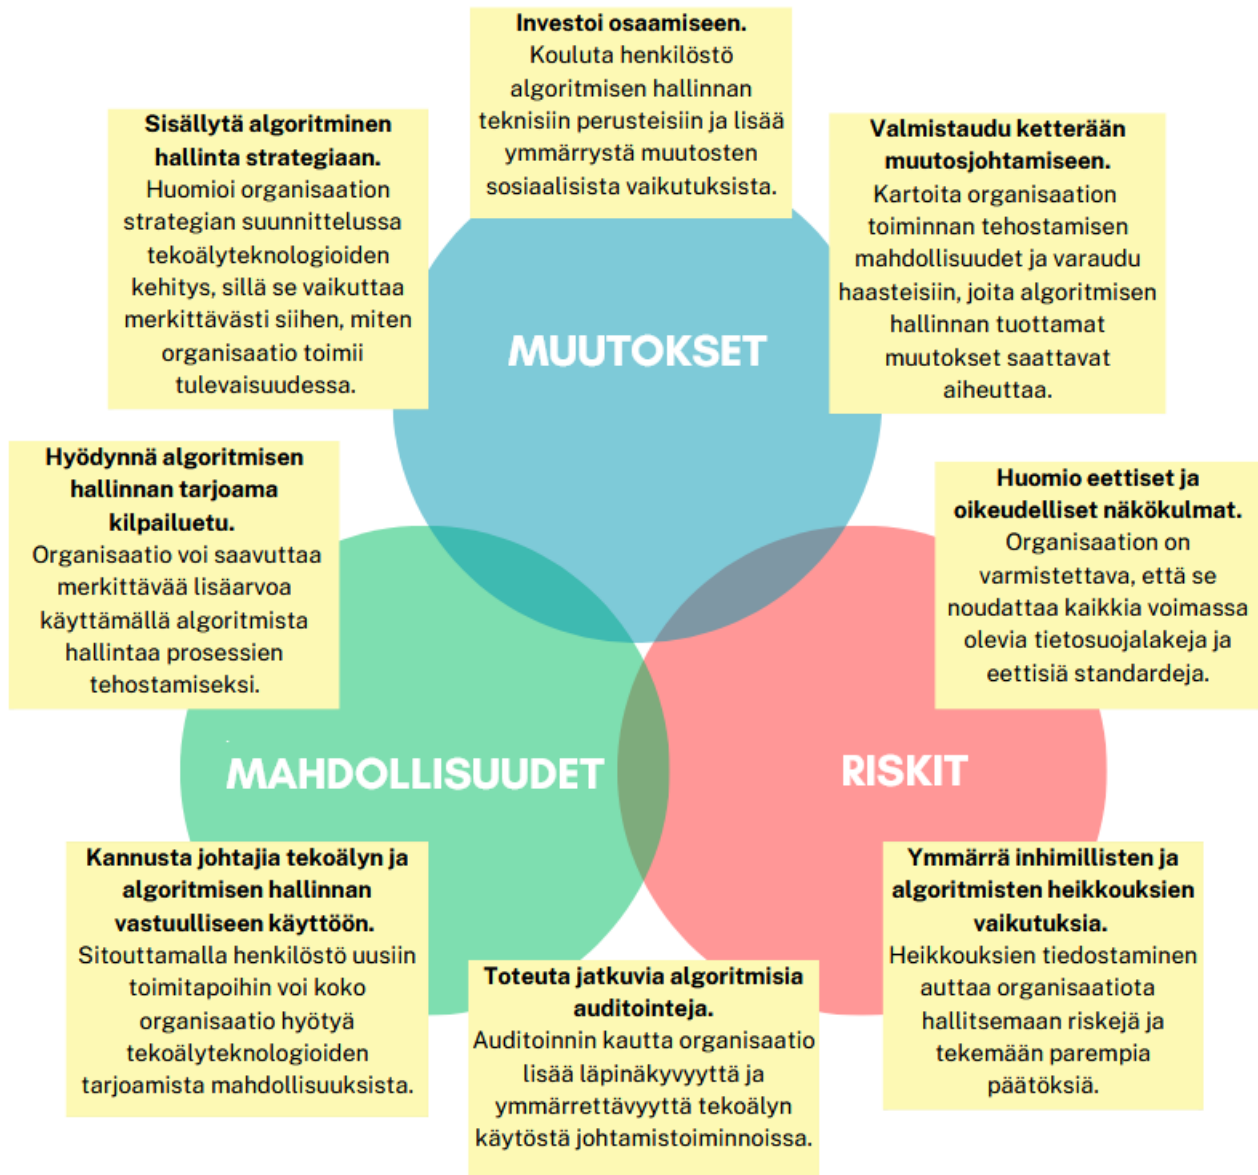 Investoi osaamiseen.
Kouluta henkilöstö
algoritmisen hallinnan
teknisiin perusteisiin ja lisää
ymmärrystä muutosten
sosiaalisista vaikutuksista.
Sisällytä algoritminen
hallinta strategiaan.
Huomioi organisaation
strategian suunnittelussa
tekoälyteknologioiden
kehitys, sillä se vaikuttaa
merkittävästi siihen, miten
organisaatio toimii
tulevaisuudessa.
Valmistaudu ketterään
muutosjohtamiseen.
Kartoita organisaation
toiminnan tehostamisen
mahdollisuudet ja varaudu
haasteisiin, joita algoritmisen
hallinnan tuottamat
muutokset saattavat
aiheuttaa.
MUUTOKSET
Hyödynnä algoritmisen
hallinnan tarjoama
kilpailuetu.
Organisaatio voi saavuttaa
merkittävää lisäarvoa
käyttämällä algoritmista
hallintaa prosessien
tehostamiseksi.
Huomio eettiset ja
oikeudelliset näkökulmat.
Organisaation on
varmistettava, että se
noudattaa kaikkia voimassa
olevia tietosuojalakeja ja
eettisiä standardeja.
MAHDOLLISUUDET
RISKIT
Kannusta johtajia tekoälyn ja
algoritmisen hallinnan
vastuulliseen käyttöön.
Sitouttamalla henkilöstö uusiin
toimitapoihin voi koko
organisaatio hyötyä
tekoälyteknologioiden
tarjoamista mahdollisuuksista.
Toteuta jatkuvia algoritmisia
auditointeja.
Auditoinnin kautta organisaatio
lisää läpinäkyvyyttä ja
ymmärrettävyyttä tekoälyn
käytöstä johtamistoiminnoissa.
Ymmärrä inhimillisten ja
algoritmisten heikkouksien
vaikutuksia.
Heikkouksien tiedostaminen
auttaa organisaatiota
hallitsemaan riskejä ja
tekemään parempia
päätöksiä.